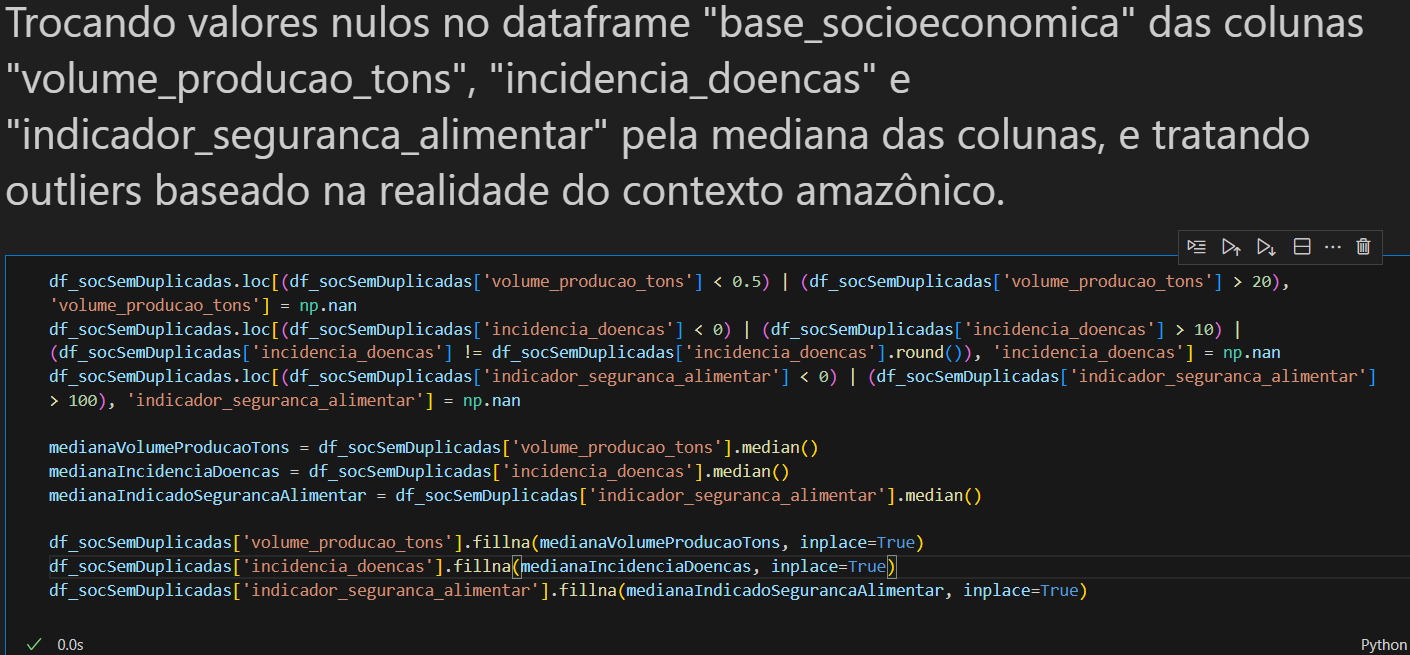 Trocando valores nulos no dataframe "base_socioeconomica" das colunas
"volume_producao_tons", "incidencia_doencas" e
"indicador_seguranca_alimentar" pela mediana das colunas, e tratando
outliers baseado na realidade do contexto amazônico.
df_socSemDuplicadas.loc[(df_socSemDuplicadas['volume_producao_tons'] < 0.5) | (df_socSemDuplicadas['volume_producao_tons'] > 20),
'volume_producao_tons'] = np.nan
df_socSemDuplicadas.loc[(df_socSemDuplicadas['incidencia_doencas'] < 0) | (df_socSemDuplicadas['incidencia_doencas'] > 10) |
(df_socSemDuplicadas['incidencia_doencas'] != df_socSemDuplicadas['incidencia_doencas'].round()), 'incidencia_doencas'] = np.nan
df_socSemDuplicadas.loc[(df_socSemDuplicadas['indicador_seguranca_alimentar'] < 0) | (df_socSemDuplicadas['indicador_seguranca_alimentar']
> 100), 'indicador_seguranca_alimentar'] = np.nan
medianaVolumeProducaoTons = df_socSemDuplicadas['volume_producao_tons'].median()
medianaIncidenciaDoencas = df_socSemDuplicadas['incidencia_doencas'].median()
medianaIndicadoSegurancaAlimentar = df_socSemDuplicadas['indicador_seguranca_alimentar'].median()
df_socSemDuplicadas['volume_producao_tons'].fillna(medianaVolumeProducaoTons, inplace=True)
df_socSemDuplicadas['incidencia_doencas'].fillna(medianaIncidenciaDoencas, inplace=True)
df_socSemDuplicadas['indicador_seguranca_alimentar'].fillna(medianaIndicadoSegurancaAlimentar, inplace=True)
0.0s
Python